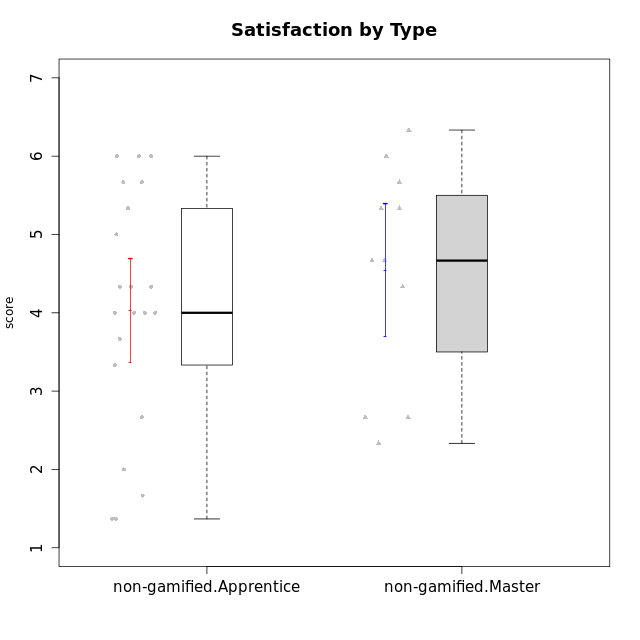 Satisfaction by Type
7
6
5
4
3
2
1
score
non-gamified.Apprentice
non-gamified.Master